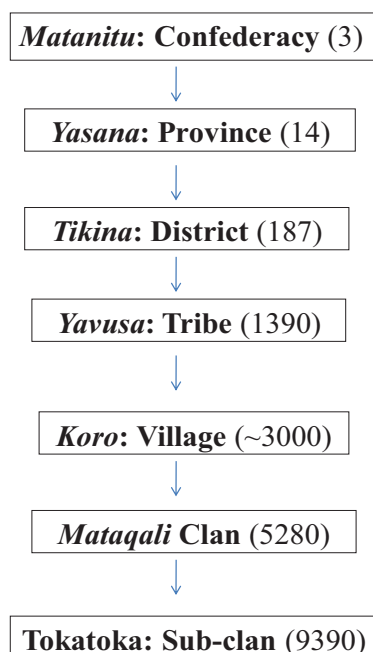 Matanitu: Confederacy (3)
Yasana: Province (14)
Tikina: District (187)
Yavusa: Tribe (1390)
Koro: Village (~3000)
Mataqali Clan (5280)
Tokatoka: Sub-clan (9390)